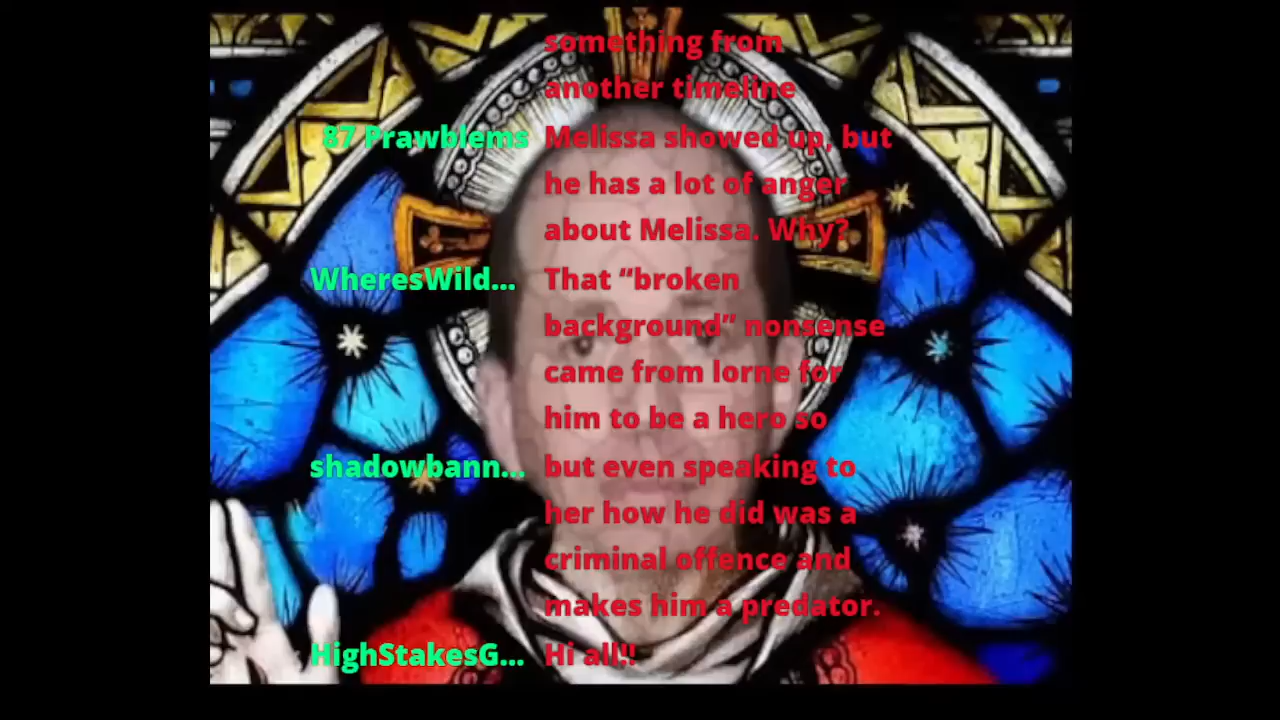 something from
another timeline
87 Prawblems Melissa showed up, but
he has a lot of anger
about Melissa. Why?
WheresWild... That “broken
background” nonsense
came from lorne for
him to be a hero so
shadowbann... but even speaking to
her how he did was a
criminal offence and
makes him a predator.
HighStakesG... Hi all!!